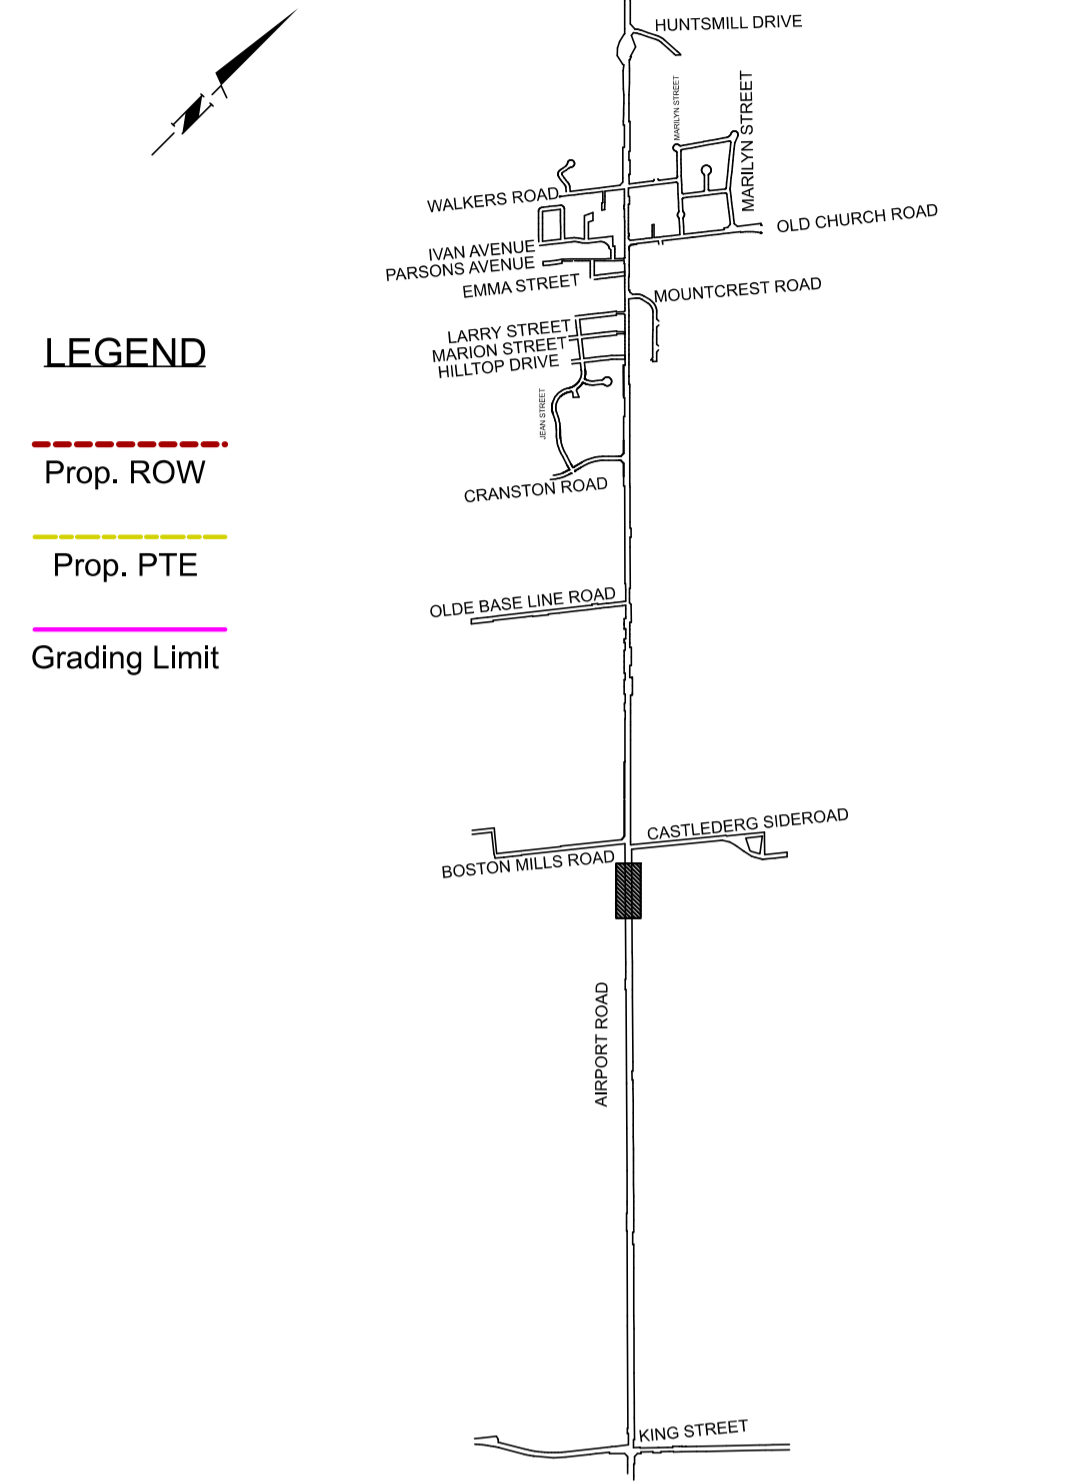 HUNTSMILL DRIVE
MARILYN STREET
MARILYN STREET
N
WALKERS ROAD
OLD CHURCH ROAD
IVAN AVENUE
PARSONS AVENUE
EMMA STREET
MOUNTCREST ROAD
LARRY STREET
MARION STREET
HILLTOP DRIVE
JEAN STREET
CRANSTON ROAD
LEGEND
Prop. ROW
Prop. PTE
Grading Limit
OLDE BASE LINE ROAD
CASTLEDERG SIDEROAD
BOSTON MILLS ROAD
AIRPORT ROAD
KING STREET